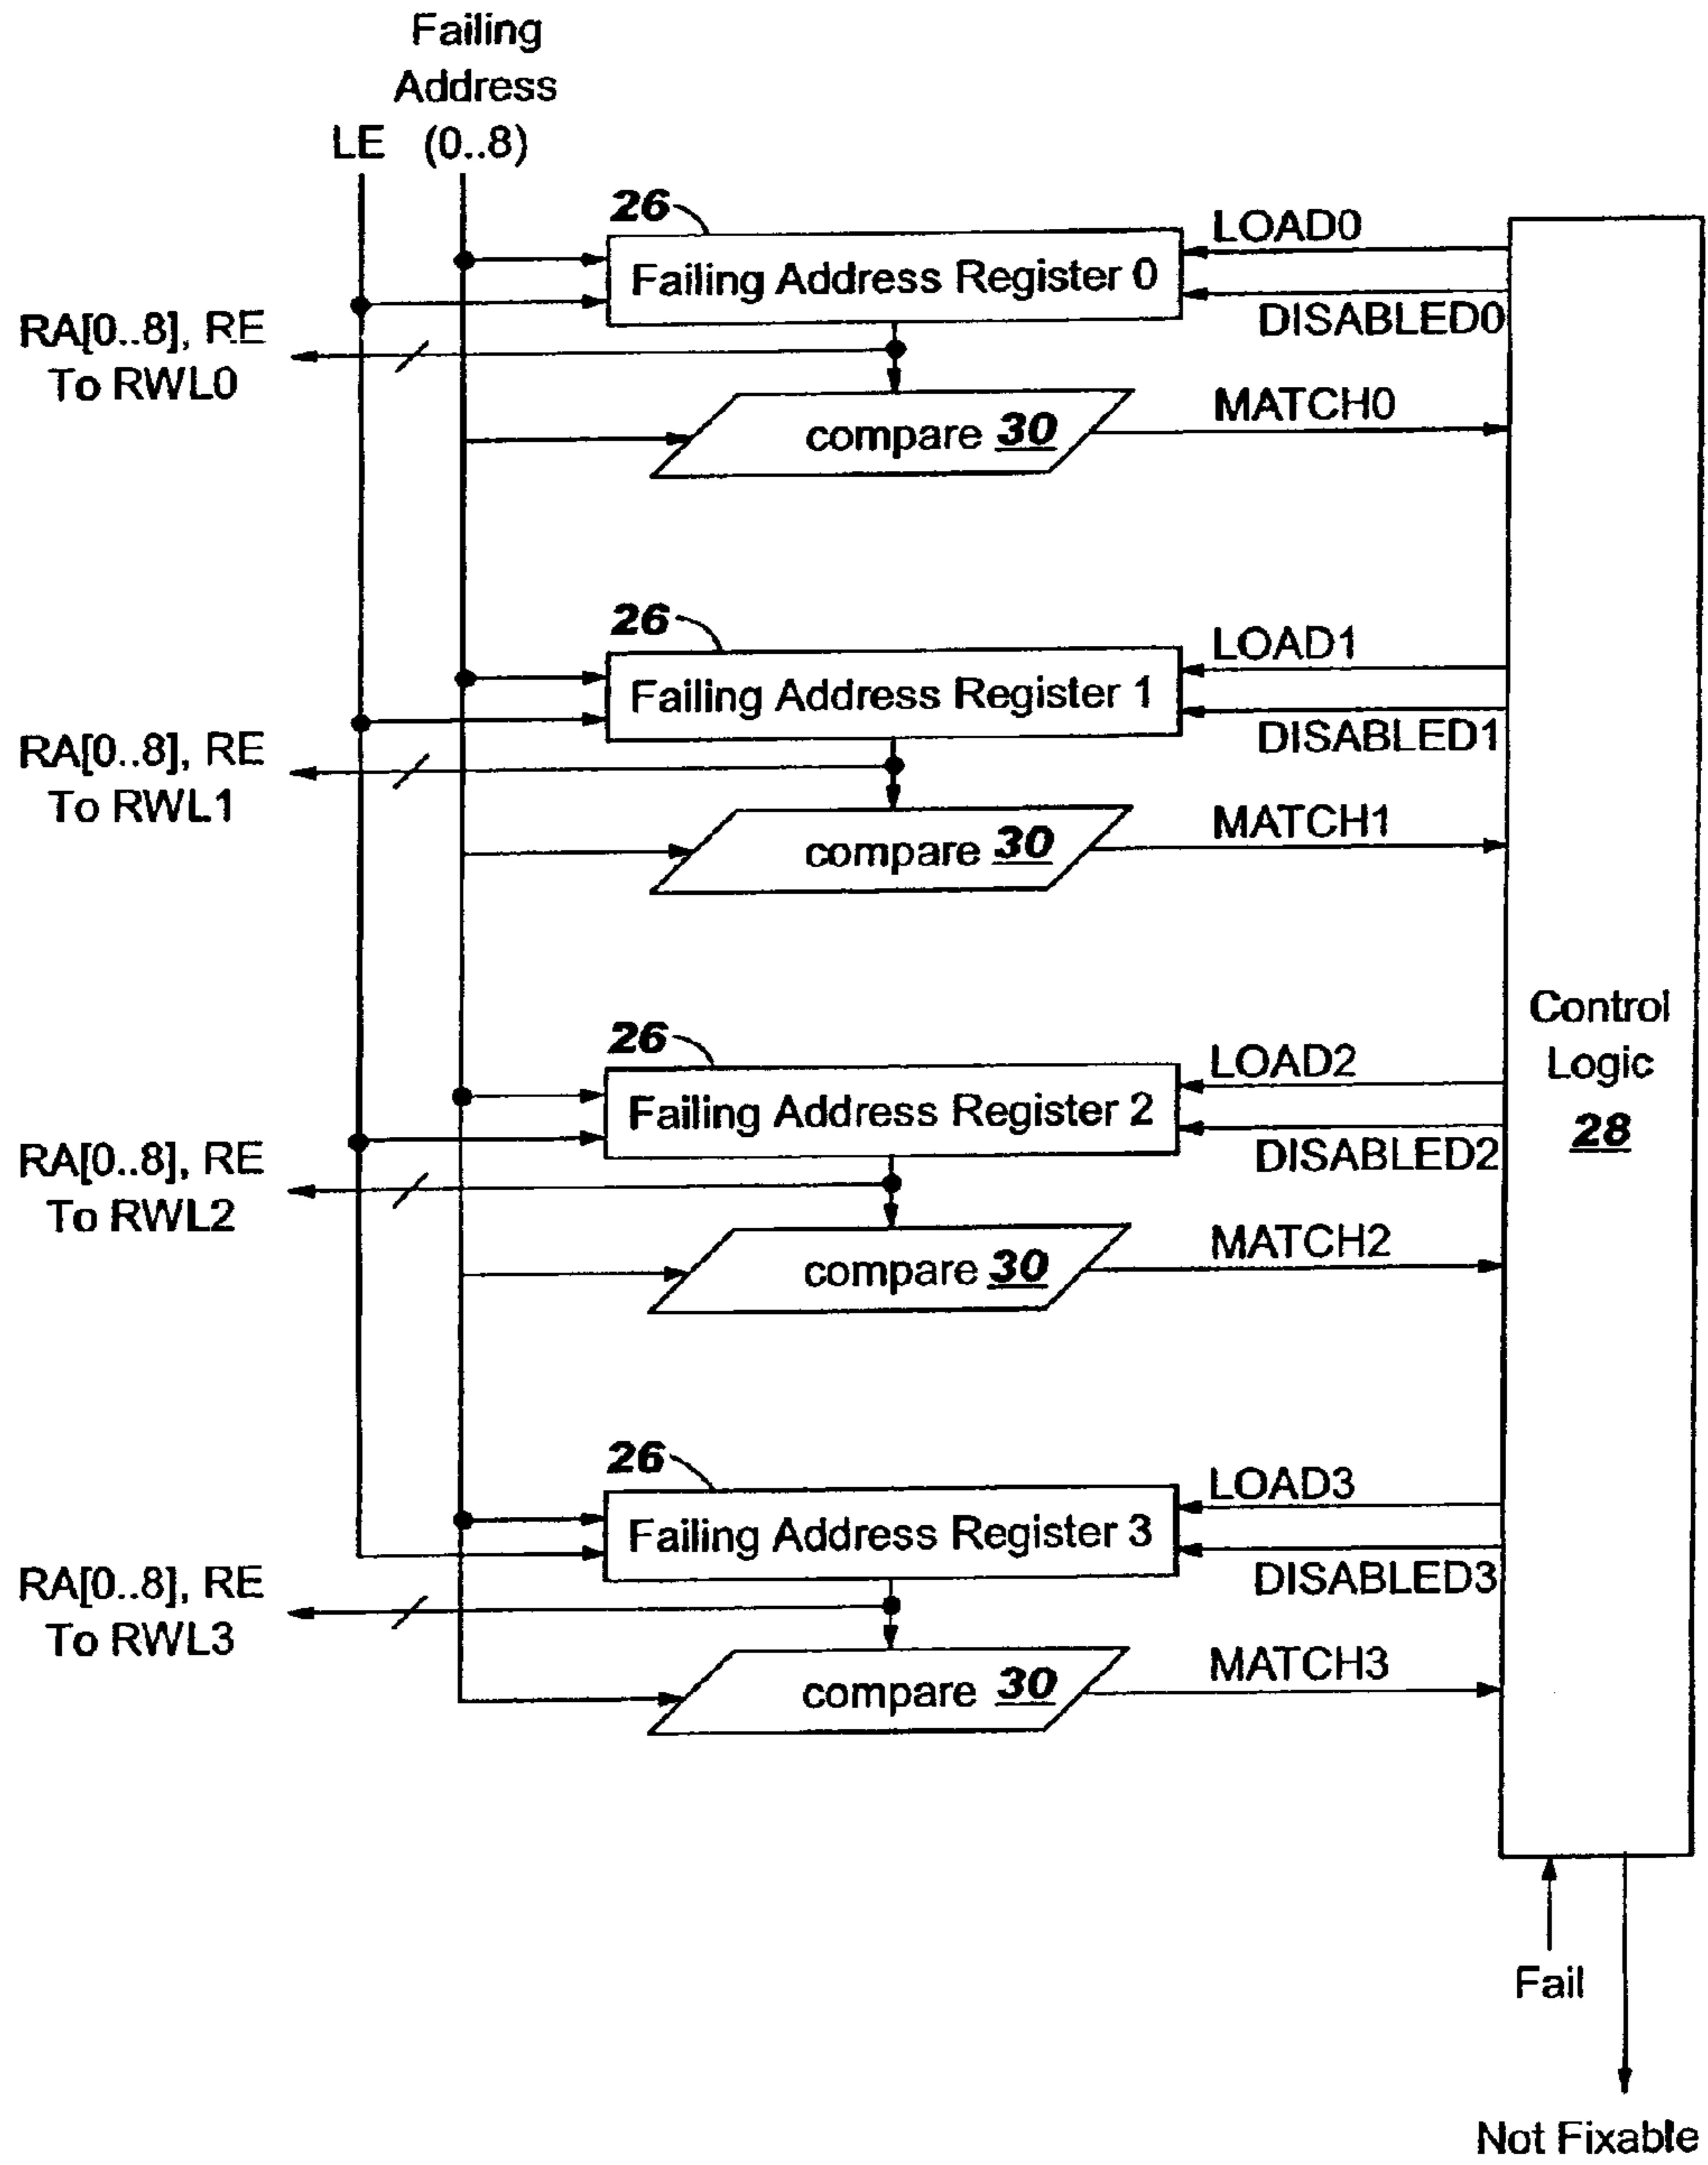 Failing
Address
LE (0..8)
26
LOAD0
Failing Address Register 0
DISABLED0
RA[0..8], RE
To RWL0
MATCH0
compare 30
26
LOAD1
Failing Address Register 1
DISABLED1
RA[0..8], RE
To RWL1
MATCH1
compare 30
Control
Logic
28
26
LOAD2
Failing Address Register 2
DISABLED2
RA[0..8], RE
To RWL2
MATCH2
compare 30
26
LOAD3
Failing Address Register 3
DISABLED3
RA[0..8], RE
To RWL3
MATCH3
compare 30
Fail
Not Fixable